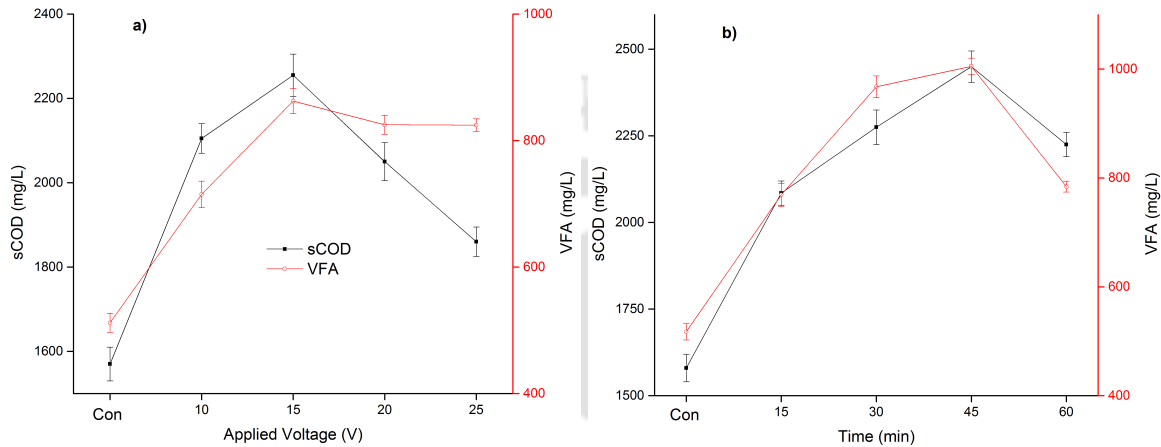 a)
2400
2200
2000
1800
1600
sCOD (mg/L)
1000
800
600
400
VFA (mg/L)
sCOD
VFA
Con 10 15 20 25
Applied Voltage (V)
b)
2500
2250
2000
1750
1500
sCOD (mg/L)
1000
800
600
400
VFA (mg/L)
Con 15 30 45 60
Time (min)